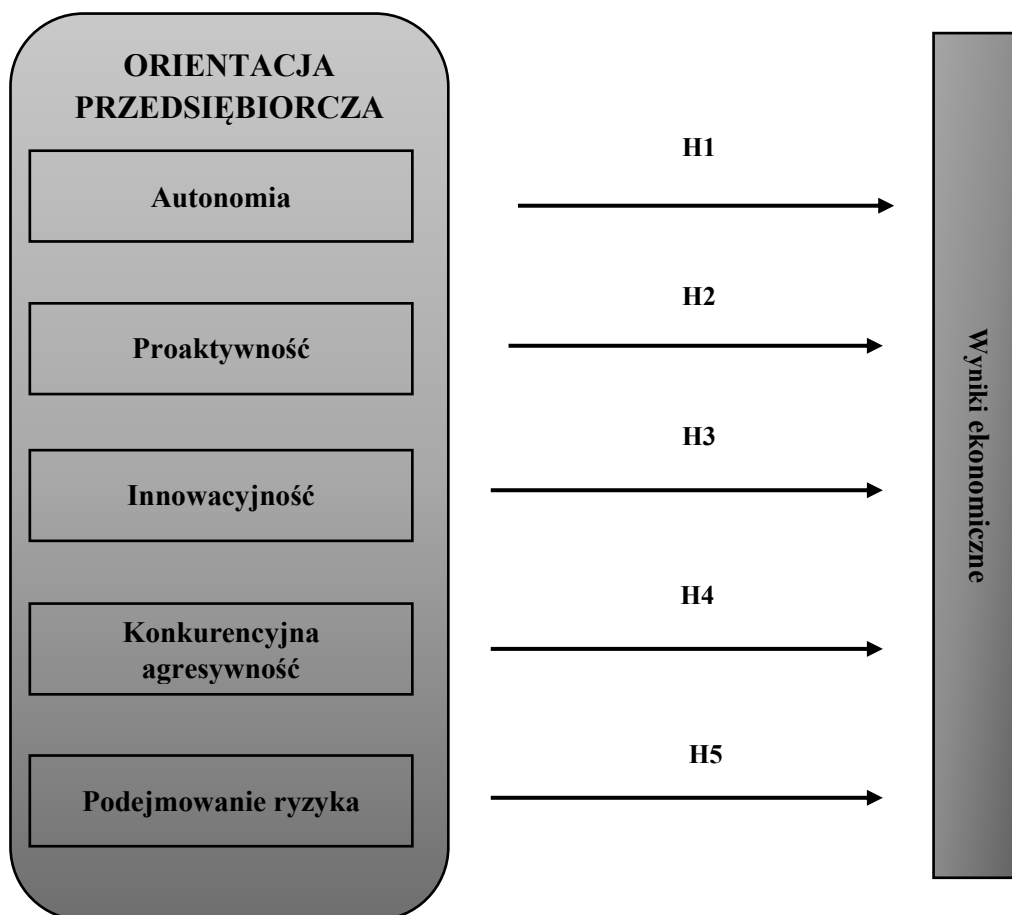 ORIENTACJA
PRZEDSIĘBIORCZA
Autonomia
Proaktywność
Innowacyjność
Konkurencyjna
agresywność
Podejmowanie ryzyka
H1
H2
H3
H4
H5
Wyniki ekonomiczne